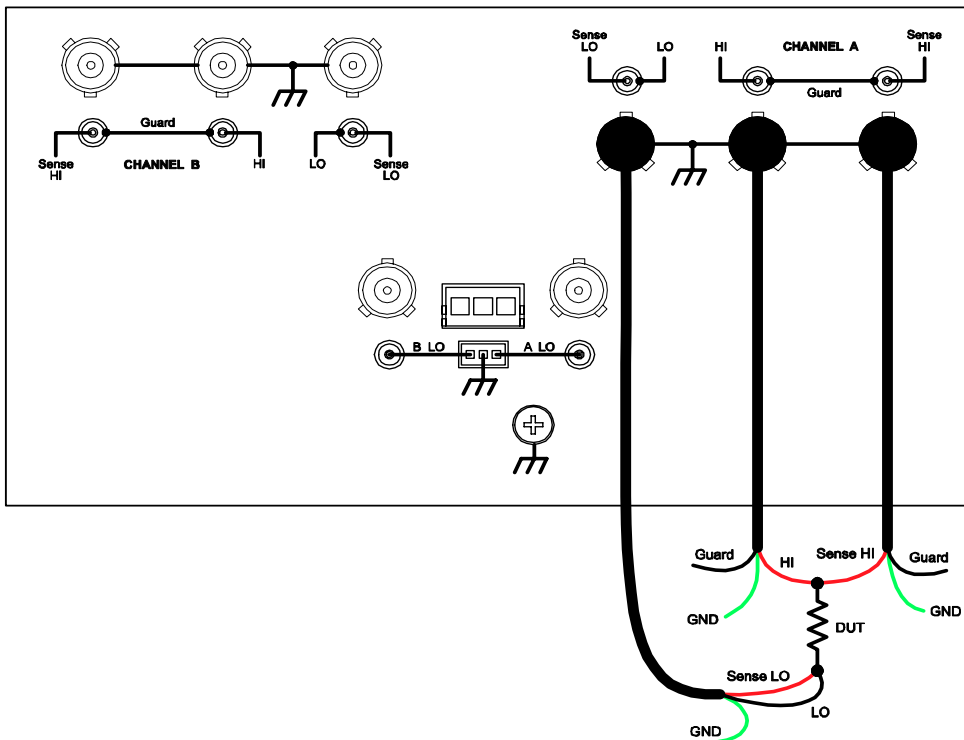 Sense
LO
LO
HI
CHANNEL A
Sense
HI
Guard
Guard
Sense
HI
CHANNEL B
HI
LO
Sense
LO
B LO
A LO
Guard
HI
Sense HI
Guard
GND
GND
DUT
Sense LO
LO
GND